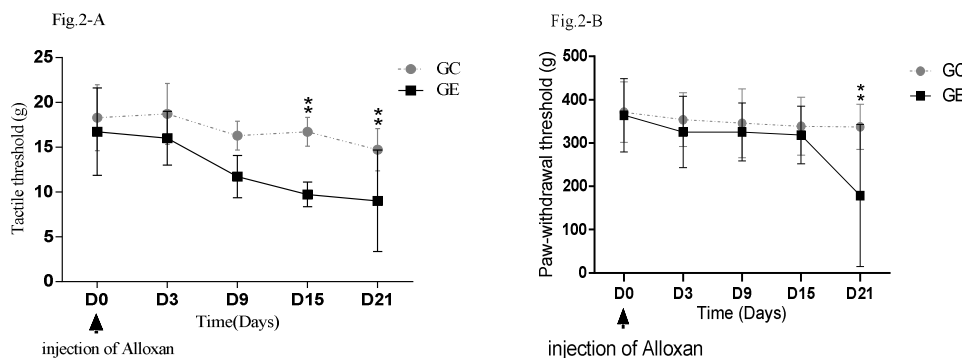 Fig.2-A
Tactile threshold (g)
25
20
15
10
5
0
**
**
GC
GE
D0 D3 D9 D15 D21
Time(Days)
injection of Alloxan
Fig.2-B
Paw-withdrawal threshold (g)
500
400
300
200
100
0
**
GC
GE
D0 D3 D9 D15 D21
Time (Days)
injection of Alloxan